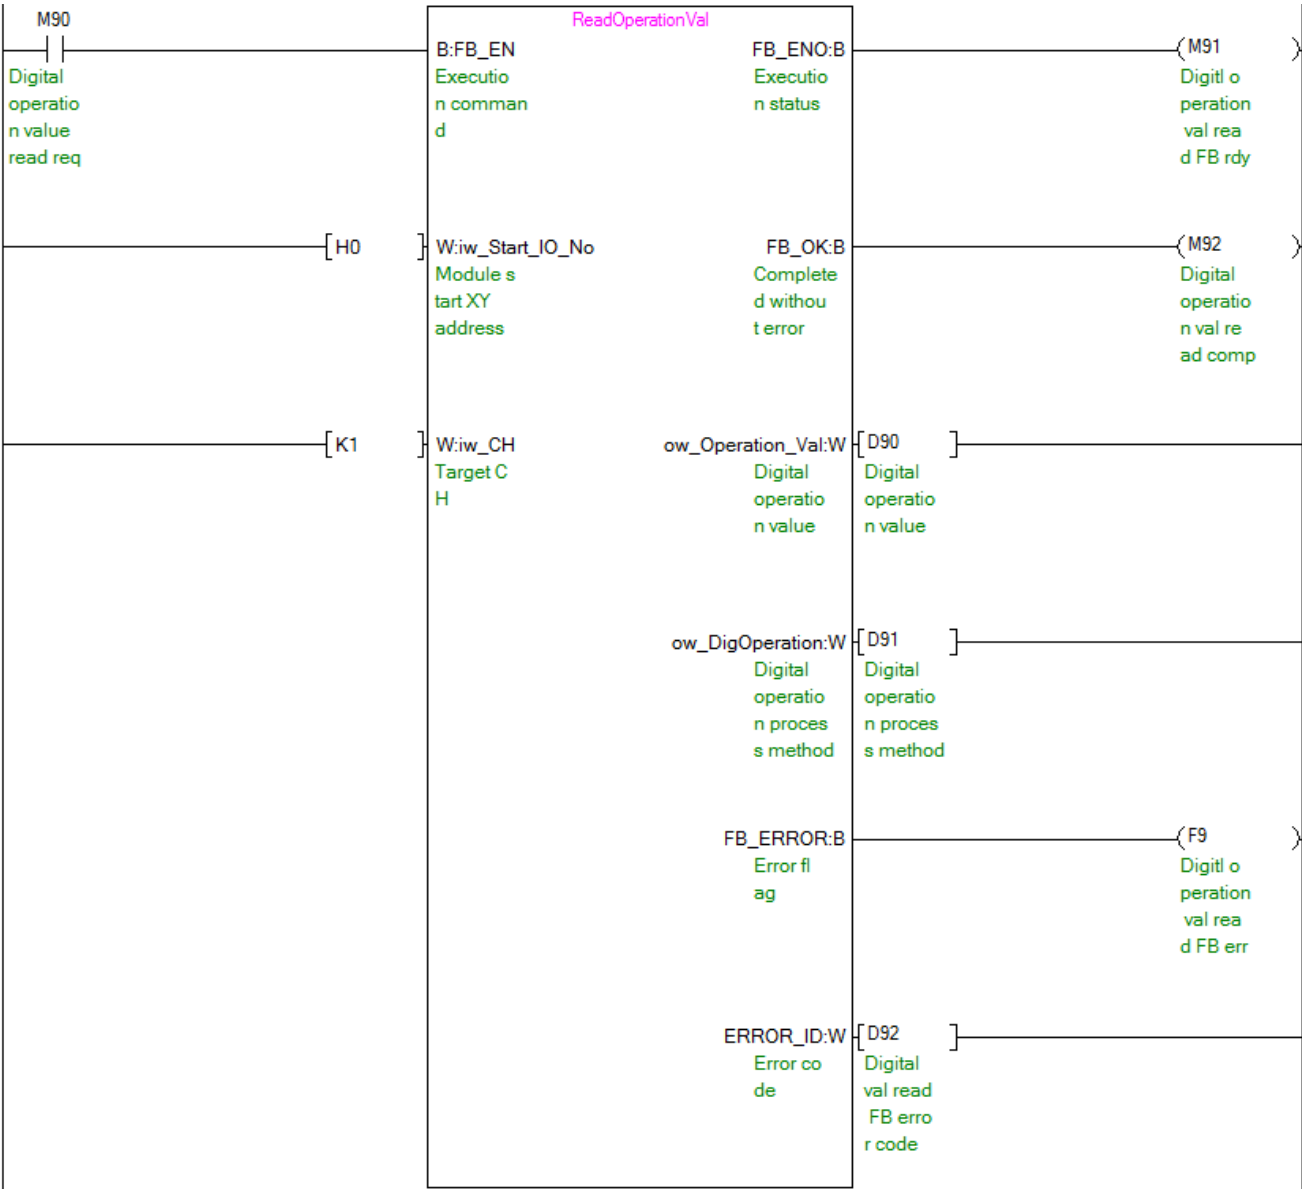 M90
ReadOperationVal
B:FB_EN
FB_ENO:B
M91
Digital
operatio
n value
read req
Executio
n comman
d
Executio
n status
Digitl o
peration
val rea
d FB rdy
H0
W:iw_Start_IO_No
FB_OK:B
M92
Module s
tart XY
address
Complete
d withou
t error
Digital
operatio
n val re
ad comp
K1
W:iw_CH
ow_Operation_Val:W
D90
Target C
H
Digital
operatio
n value
Digital
operatio
n value
ow_DigOperation:W
D91
Digital
operatio
n proces
s method
Digital
operatio
n proces
s method
FB_ERROR:B
F9
Error fl
ag
Digitl o
peration
val rea
d FB err
ERROR_ID:W
D92
Error co
de
Digital
val read
FB erro
r code